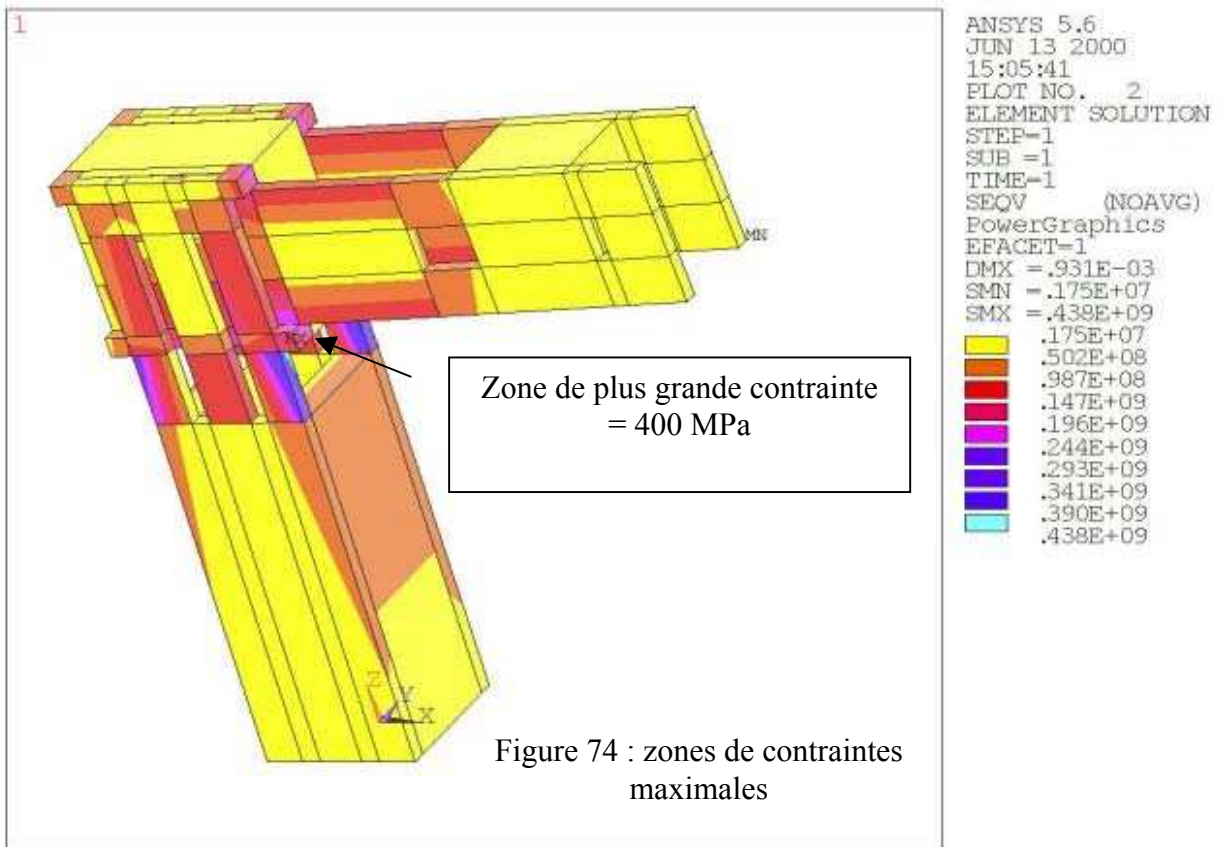 1
ANSYS 5.6
JUN 13 2000
15:05:41
PLOT NO. 2
ELEMENT SOLUTION
STEP=1
SUB =1
TIME=1
SEQV (NOAVG)
PowerGraphics
EFACET=1
DMX =.931E-03
SMN =.175E+07
SMX =.438E+09
.175E+07
.502E+08
.987E+08
.147E+09
.196E+09
.244E+09
.293E+09
.341E+09
.390E+09
.438E+09
MN
Zone de plus grande contrainte
= 400 MPa
Z
Y
X
Figure 74 : zones de contraintes
maximales